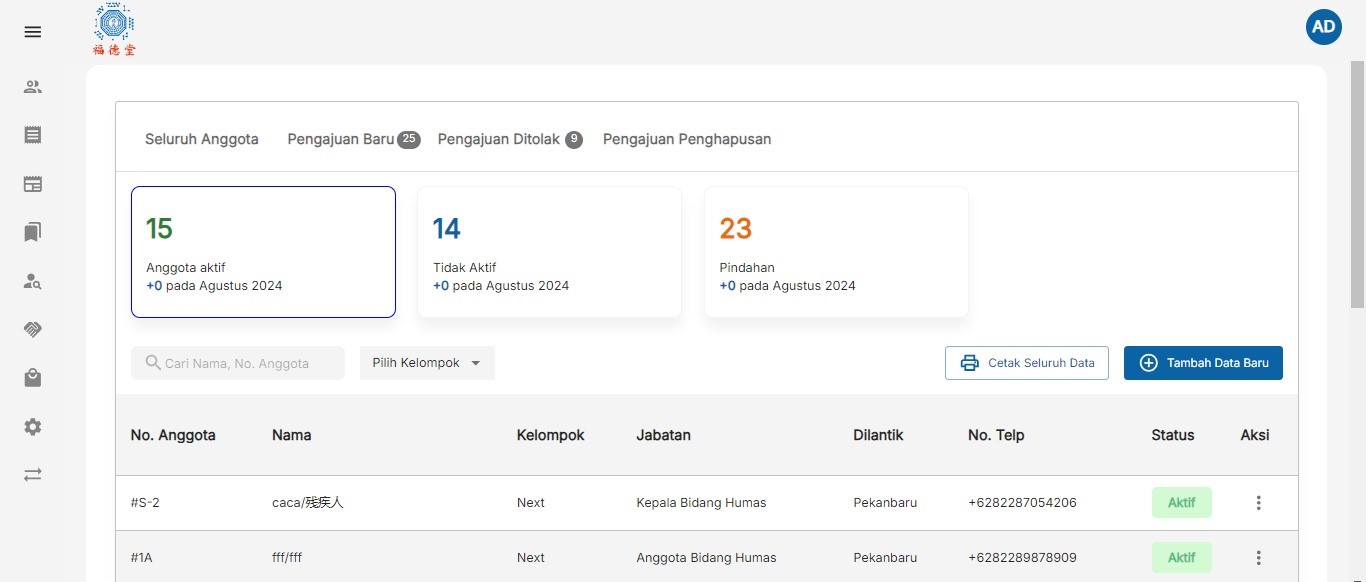 福德堂
AD
Seluruh Anggota Pengajuan Baru 25 Pengajuan Ditolak 9 Pengajuan Penghapusan
15 14 23
Anggota aktif Tidak Aktif Pindahan
+0 pada Agustus 2024 +0 pada Agustus 2024 +0 pada Agustus 2024
Cari Nama, No. Anggota Pilih Kelompok Cetak Seluruh Data Tambah Data Baru
No. Anggota Nama Kelompok Jabatan Dilantik No. Telp Status Aksi
#S-2 caca/残疾人 Next Kepala Bidang Humas Pekanbaru +6282287054206 Aktif
#1A fff/fff Next Anggota Bidang Humas Pekanbaru +6282289878909 Aktif